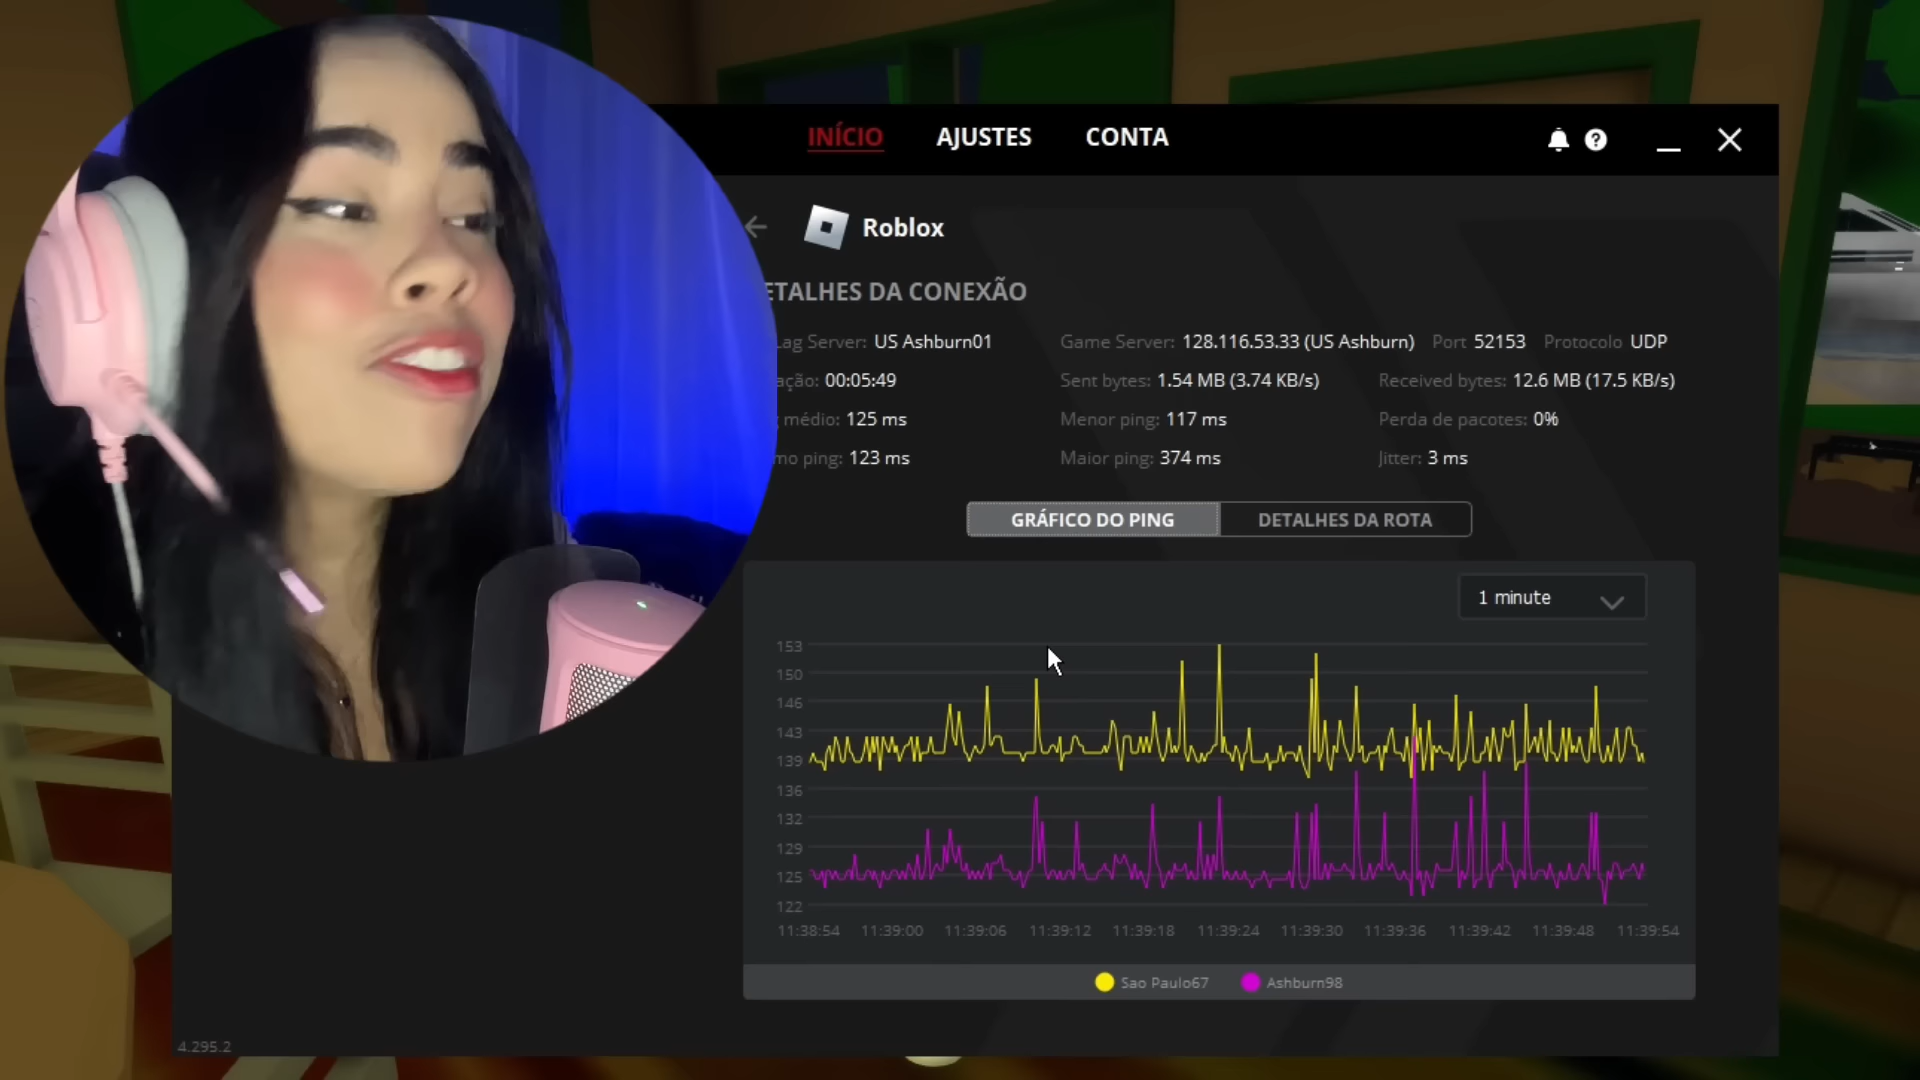 INÍCIO AJUSTES CONTA
Roblox
ETALHES DA CONEXÃO
Lag Server: US Ashburn01 Game Server: 128.116.53.33 (US Ashburn) Port 52153 Protocolo UDP
ação: 00:05:49 Sent bytes: 1.54 MB (3.74 KB/s) Received bytes: 12.6 MB (17.5 KB/s)
médio: 125 ms Menor ping: 117 ms Perda de pacotes: 0%
mo ping: 123 ms Maior ping: 374 ms Jitter: 3 ms
GRÁFICO DO PING DETALHES DA ROTA
1 minute
153
150
146
143
139
136
132
129
125
122
11:38:54 11:39:00 11:39:06 11:39:12 11:39:18 11:39:24 11:39:30 11:39:36 11:39:42 11:39:48 11:39:54
Sao Paulo67 Ashburn98
4.295.2